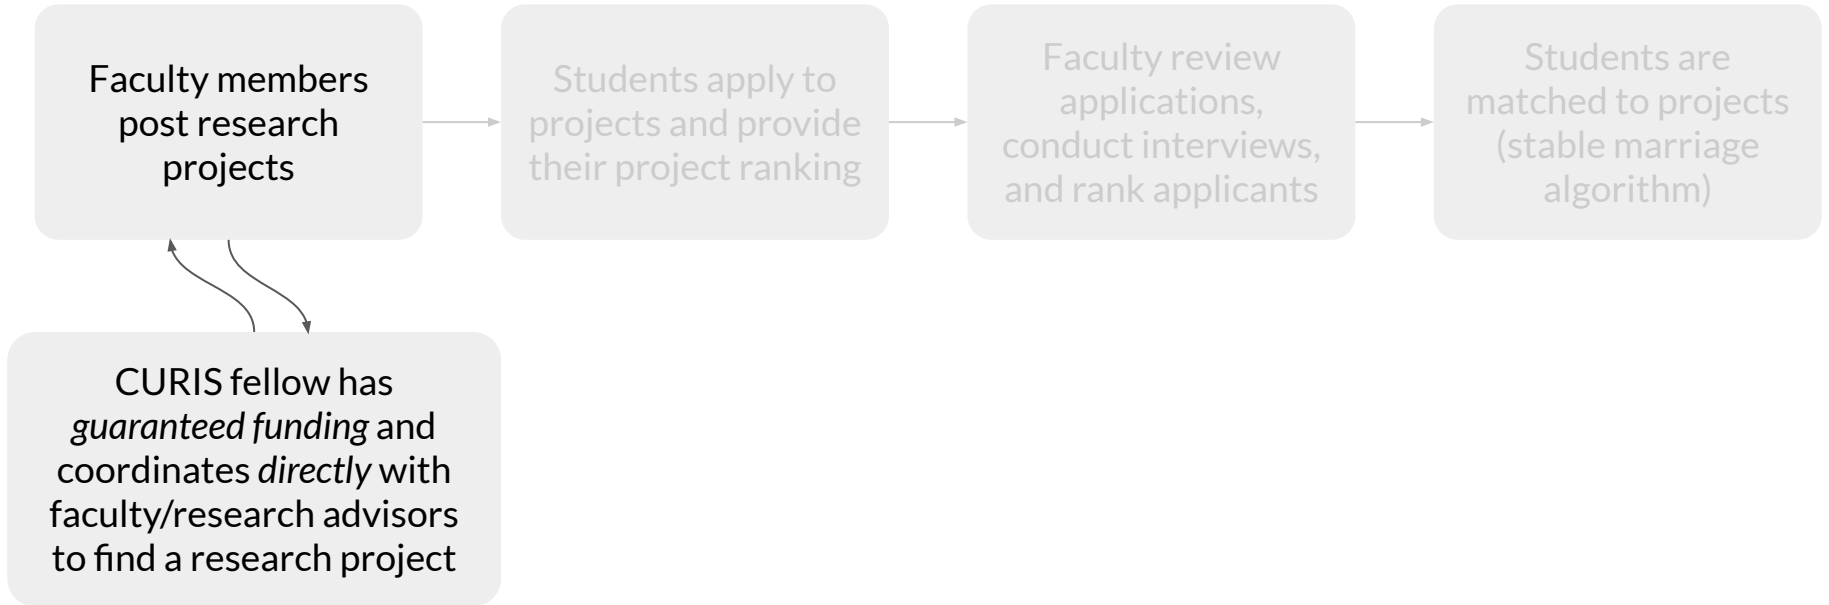 Faculty members
post research
projects
Students apply to
projects and provide
their project ranking
Faculty review
applications,
conduct interviews,
and rank applicants
Students are
matched to projects
(stable marriage
algorithm)
CURIS fellow has
guaranteed funding and
coordinates directly with
faculty/research advisors
to find a research project